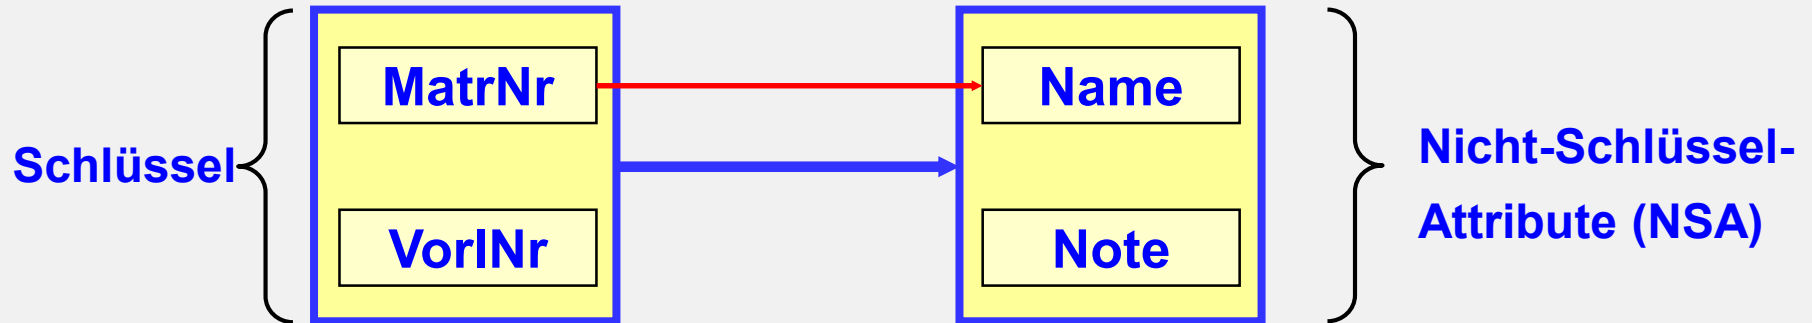 MatrNr
Name
Schlüssel
Nicht-Schlüssel-
Attribute (NSA)
VorlNr
Note